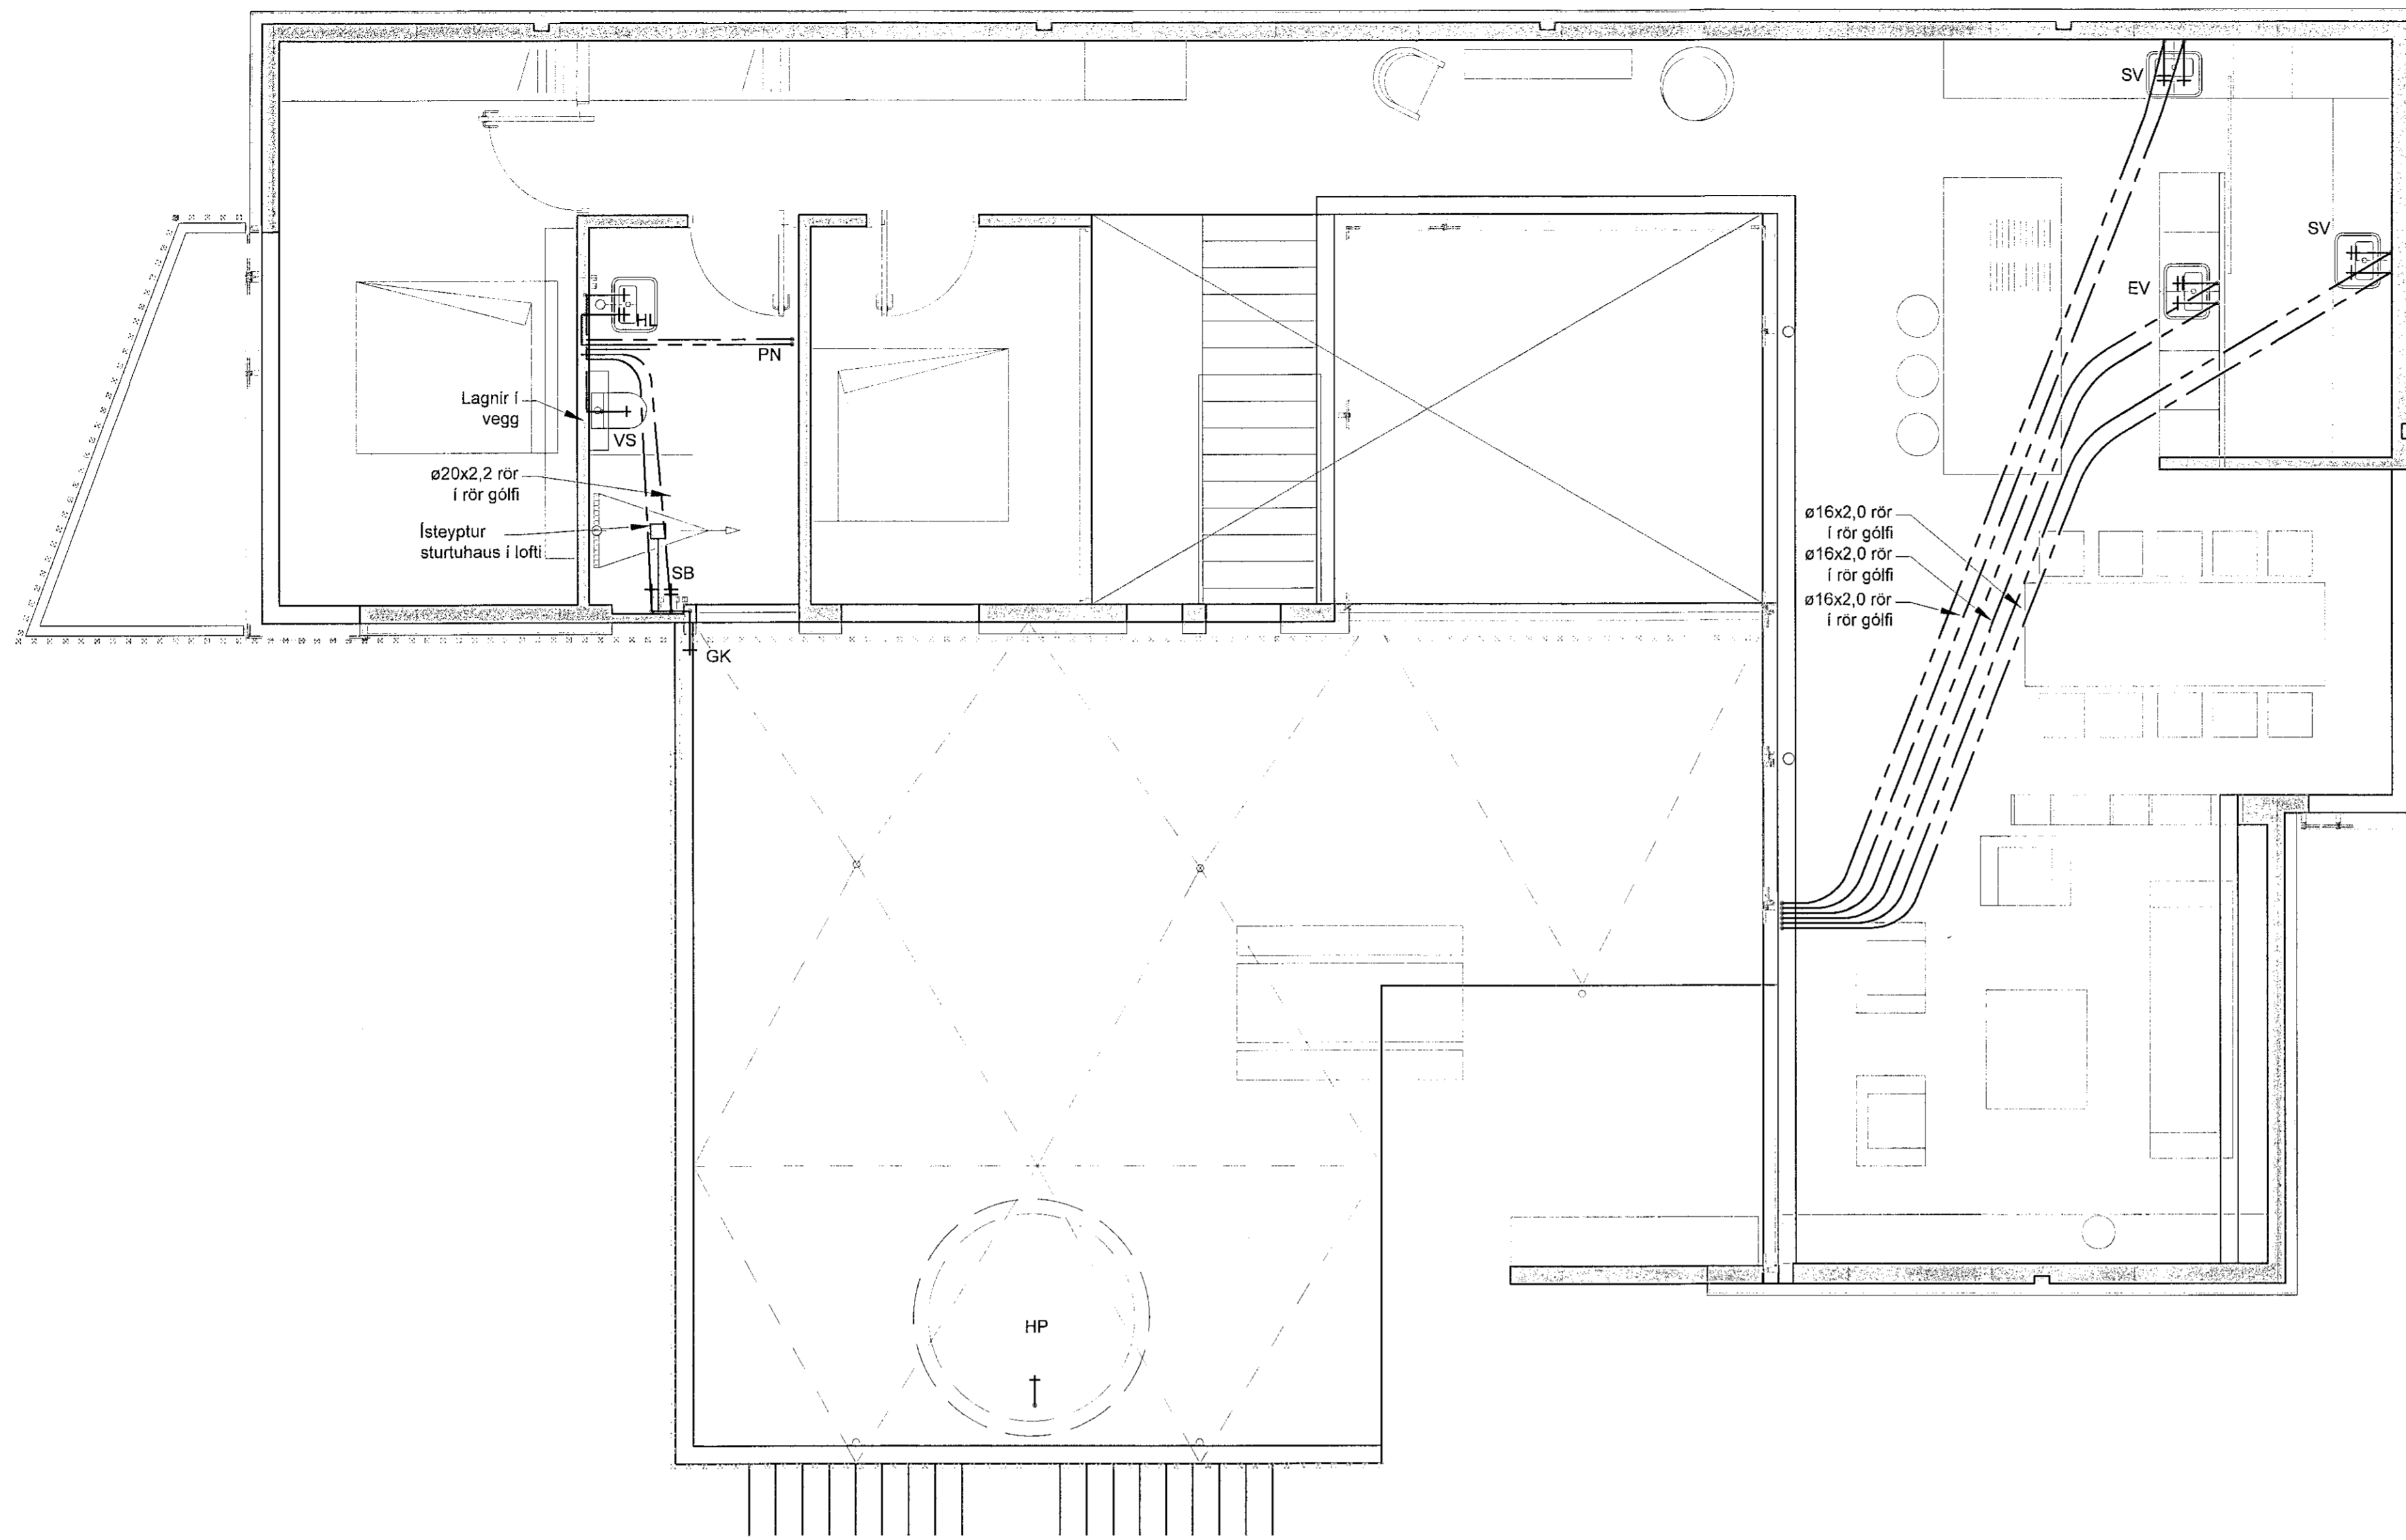 SV
SV
EV
HL
PN
Lagnir í
vegg
VS
ø20x2,2 rör
í rör gólfi
Ísteyptur
sturtuhaus í lofti
SB
GK
ø16x2,0 rör
í rör gólfi
ø16x2,0 rör
í rör gólfi
ø16x2,0 rör
í rör gólfi
HP